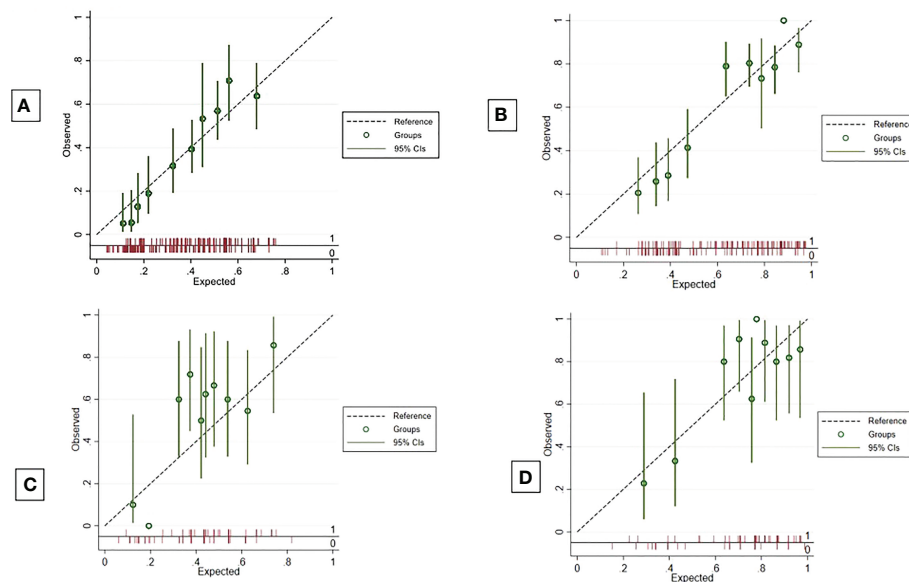 A
Observed
1
.8
.6
.4
.2
0
1
0
0
.2
.4
.6
.8
1
Expected
Reference
Groups
95% CIs
B
Observed
1
.8
.6
.4
.2
0
1
0
0
.2
.4
.6
.8
1
Expected
Reference
Groups
95% CIs
C
Observed
1
.8
.6
.4
.2
0
1
0
0
.2
.4
.6
.8
1
Expected
Reference
Groups
95% CIs
D
Observed
1
.8
.6
.4
.2
0
1
0
0
.2
.4
.6
.8
1
Expected
Reference
Groups
95% CIs